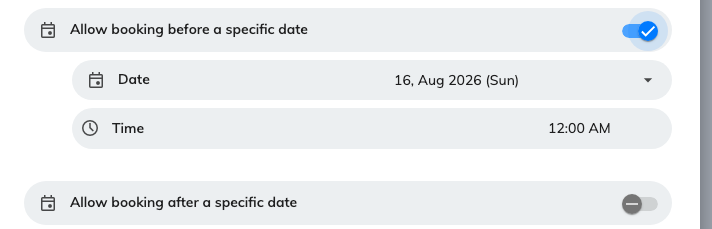 Allow booking before a specific date
Date 16, Aug 2026 (Sun)
Time 12:00 AM
Allow booking after a specific date